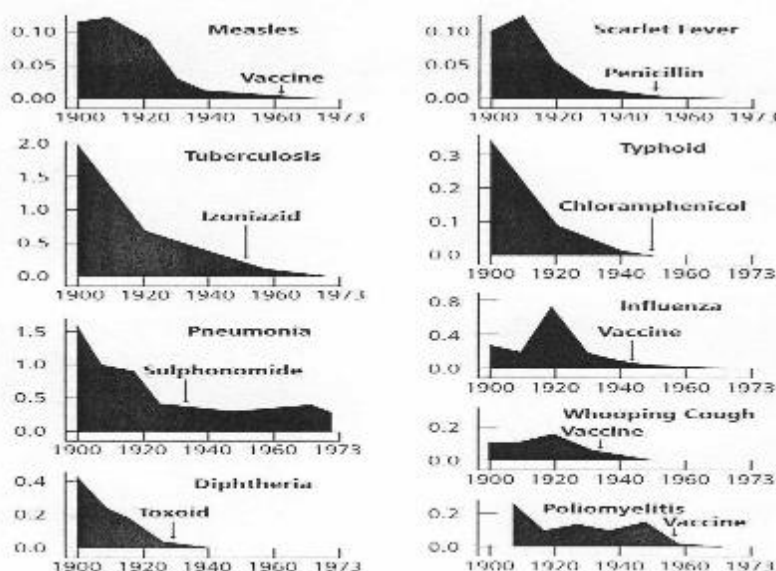 Measles
0.10
0.05
Vaccine
0.00
1900 1920 1940 1960 1973
Scarlet Fever
0.10
0.05
Penicillin
0.00
1900 1920 1940 1960 1973
Tuberculosis
2.0
1.5
1.0
Izoniazid
0.5
0.0
1900 1920 1940 1960 1973
Typhoid
0.3
0.2
Chloramphenicol
0.1
0.0
1900 1920 1940 1960 1973
Pneumonia
1.5
1.0
Sulphonomide
0.5
0.0
1900 1920 1940 1960 1973
Influenza
0.8
Vaccine
0.4
0.0
1900 1920 1940 1960 1973
Whooping Cough
0.2
Vaccine
0.0
1900 1920 1940 1960 1973
Diphtheria
0.4
0.2
Toxoid
0.0
1900 1920 1940 1960 1973
Poliomyelitis
0.2
Vaccine
0.0
1900 1920 1940 1960 1973